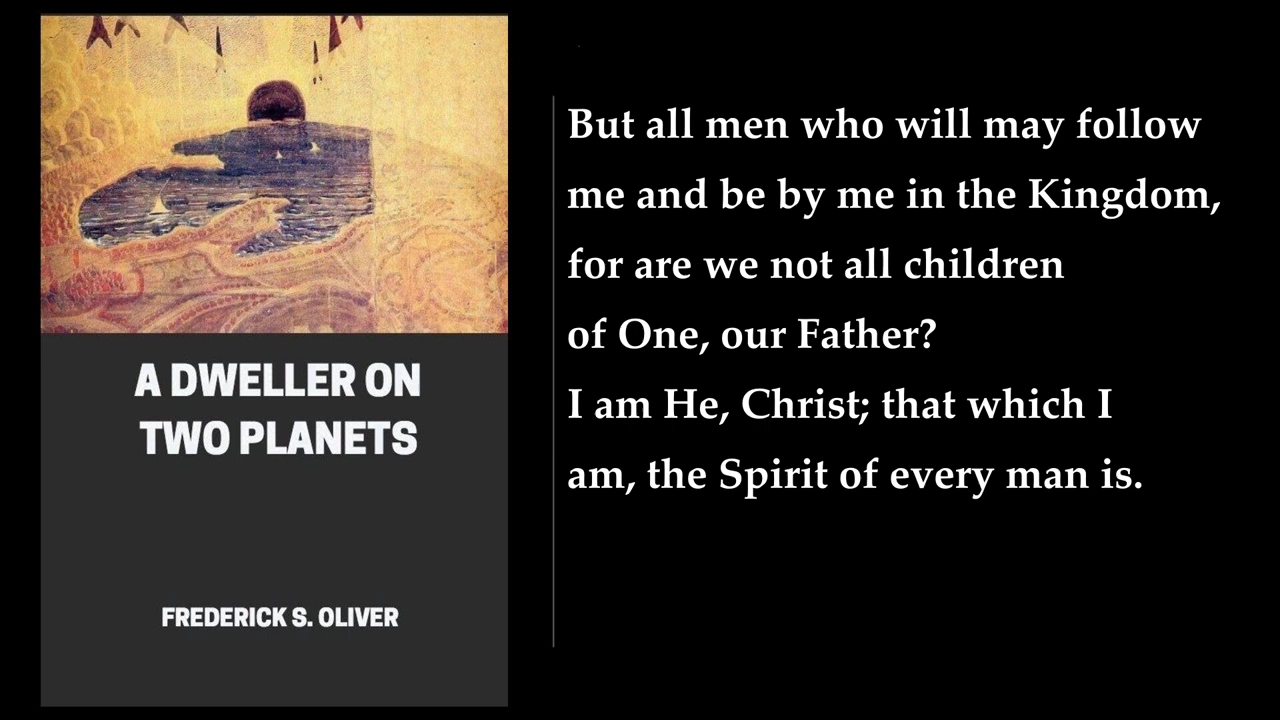 A DWELLER ON
TWO PLANETS
FREDERICK S. OLIVER
But all men who will may follow
me and be by me in the Kingdom,
for are we not all children
of One, our Father?
I am He, Christ; that which I
am, the Spirit of every man is.